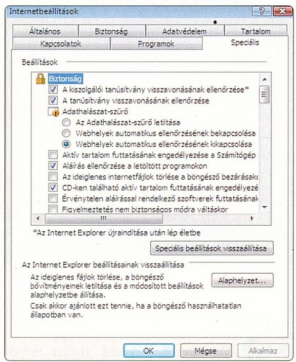 Internetbeállítások
Általános Biztonság Adatvédelem Tartalom
Kapcsolatok Programok Speciális
Beállítások
Biztonság
A kiszolgálói tanúsítvány visszavonásának ellenőrzése*
A tanúsítvány visszavonásának ellenőrzése
Adathalászat-szűrő
Az Adathalászat-szűrő letiltása
Webhelyek automatikus ellenőrzésének bekapcsolása
Webhelyek automatikus ellenőrzésének kikapcsolása
Aktív tartalom futtatásának engedélyezése a Számítógép
Aláírás ellenőrzése a letöltött programokon
Az ideiglenes internetfájlok törlése a böngésző bezárásakor
CD-ken található aktív tartalom futtatásának engedélyezé
Érvénytelen aláírással rendelkező szoftverek futtatásának
Figyelmeztetés nem biztonságos módra váltáskor
*Az Internet Explorer újraindítása után lép életbe
Speciális beállítások visszaállítása
Az Internet Explorer beállításainak visszaállítása
Az ideiglenes fájlok törlése, a böngésző
bővítményeinek letiltása és a módosított beállítások
alaphelyzetbe állítása.
Alaphelyzet...
Csak akkor ajánlott ezt tennie, ha a böngésző használhatatlan
állapotban van.
OK Mégse Alkalmaz